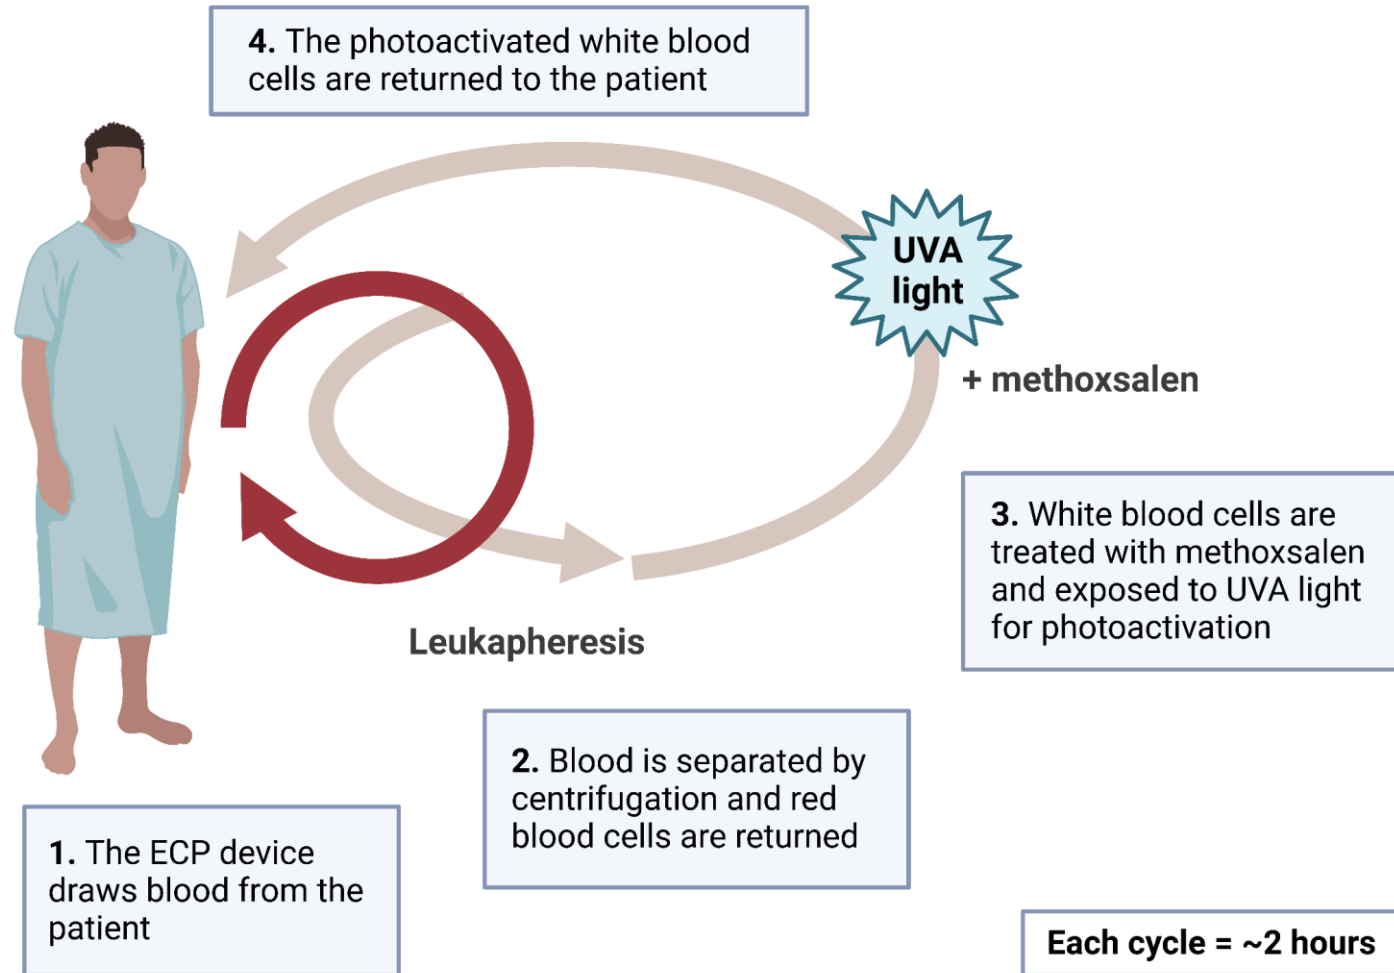 4. The photoactivated white blood
cells are returned to the patient
UVA
light
+ methoxsalen
3. White blood cells are
treated with methoxsalen
and exposed to UVA light
for photoactivation
Leukapheresis
2. Blood is separated by
centrifugation and red
blood cells are returned
1. The ECP device
draws blood from the
patient
Each cycle = ~2 hours